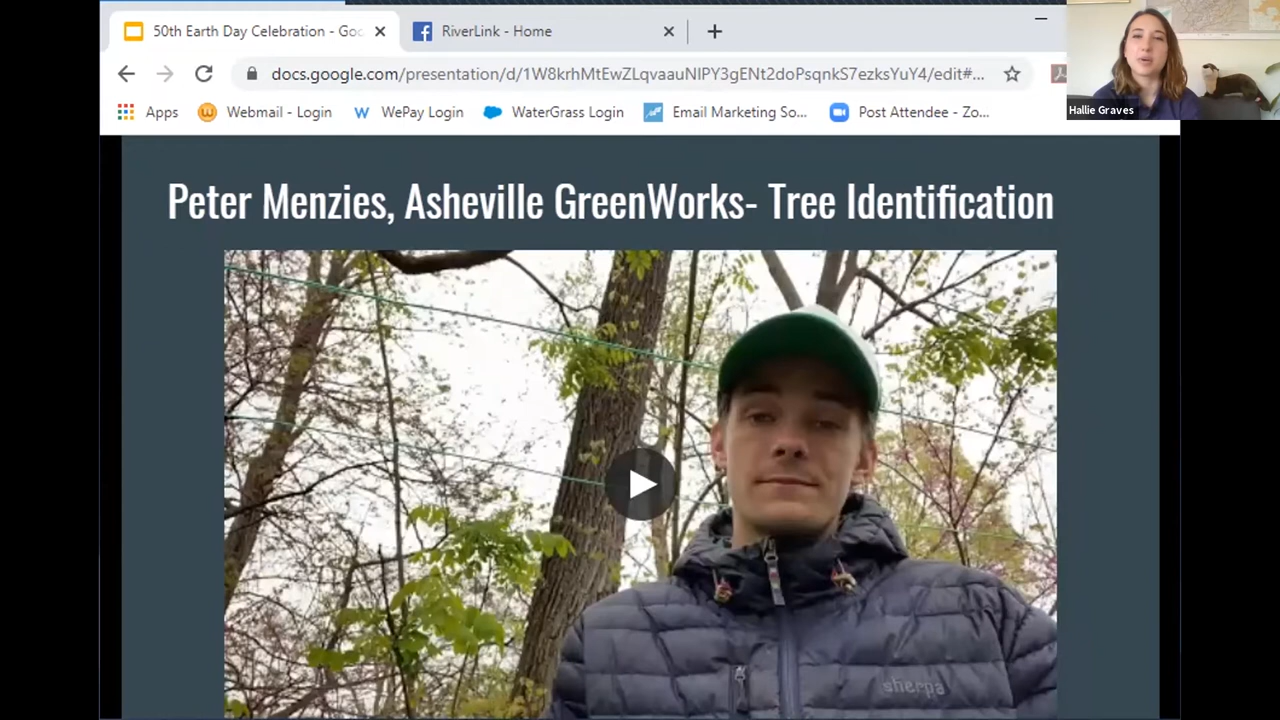 50th Earth Day Celebration - Goo
RiverLink - Home
docs.google.com/presentation/d/1W8krhMtEwZLqvaauNlPY3gENt2doPsqnkS7ezksYuY4/edit#...
Apps
Webmail - Login
WePay Login
WaterGrass Login
Email Marketing So...
Post Attendee - Zo...
Hallie Graves
Peter Menzies, Asheville GreenWorks- Tree Identification
sherpa